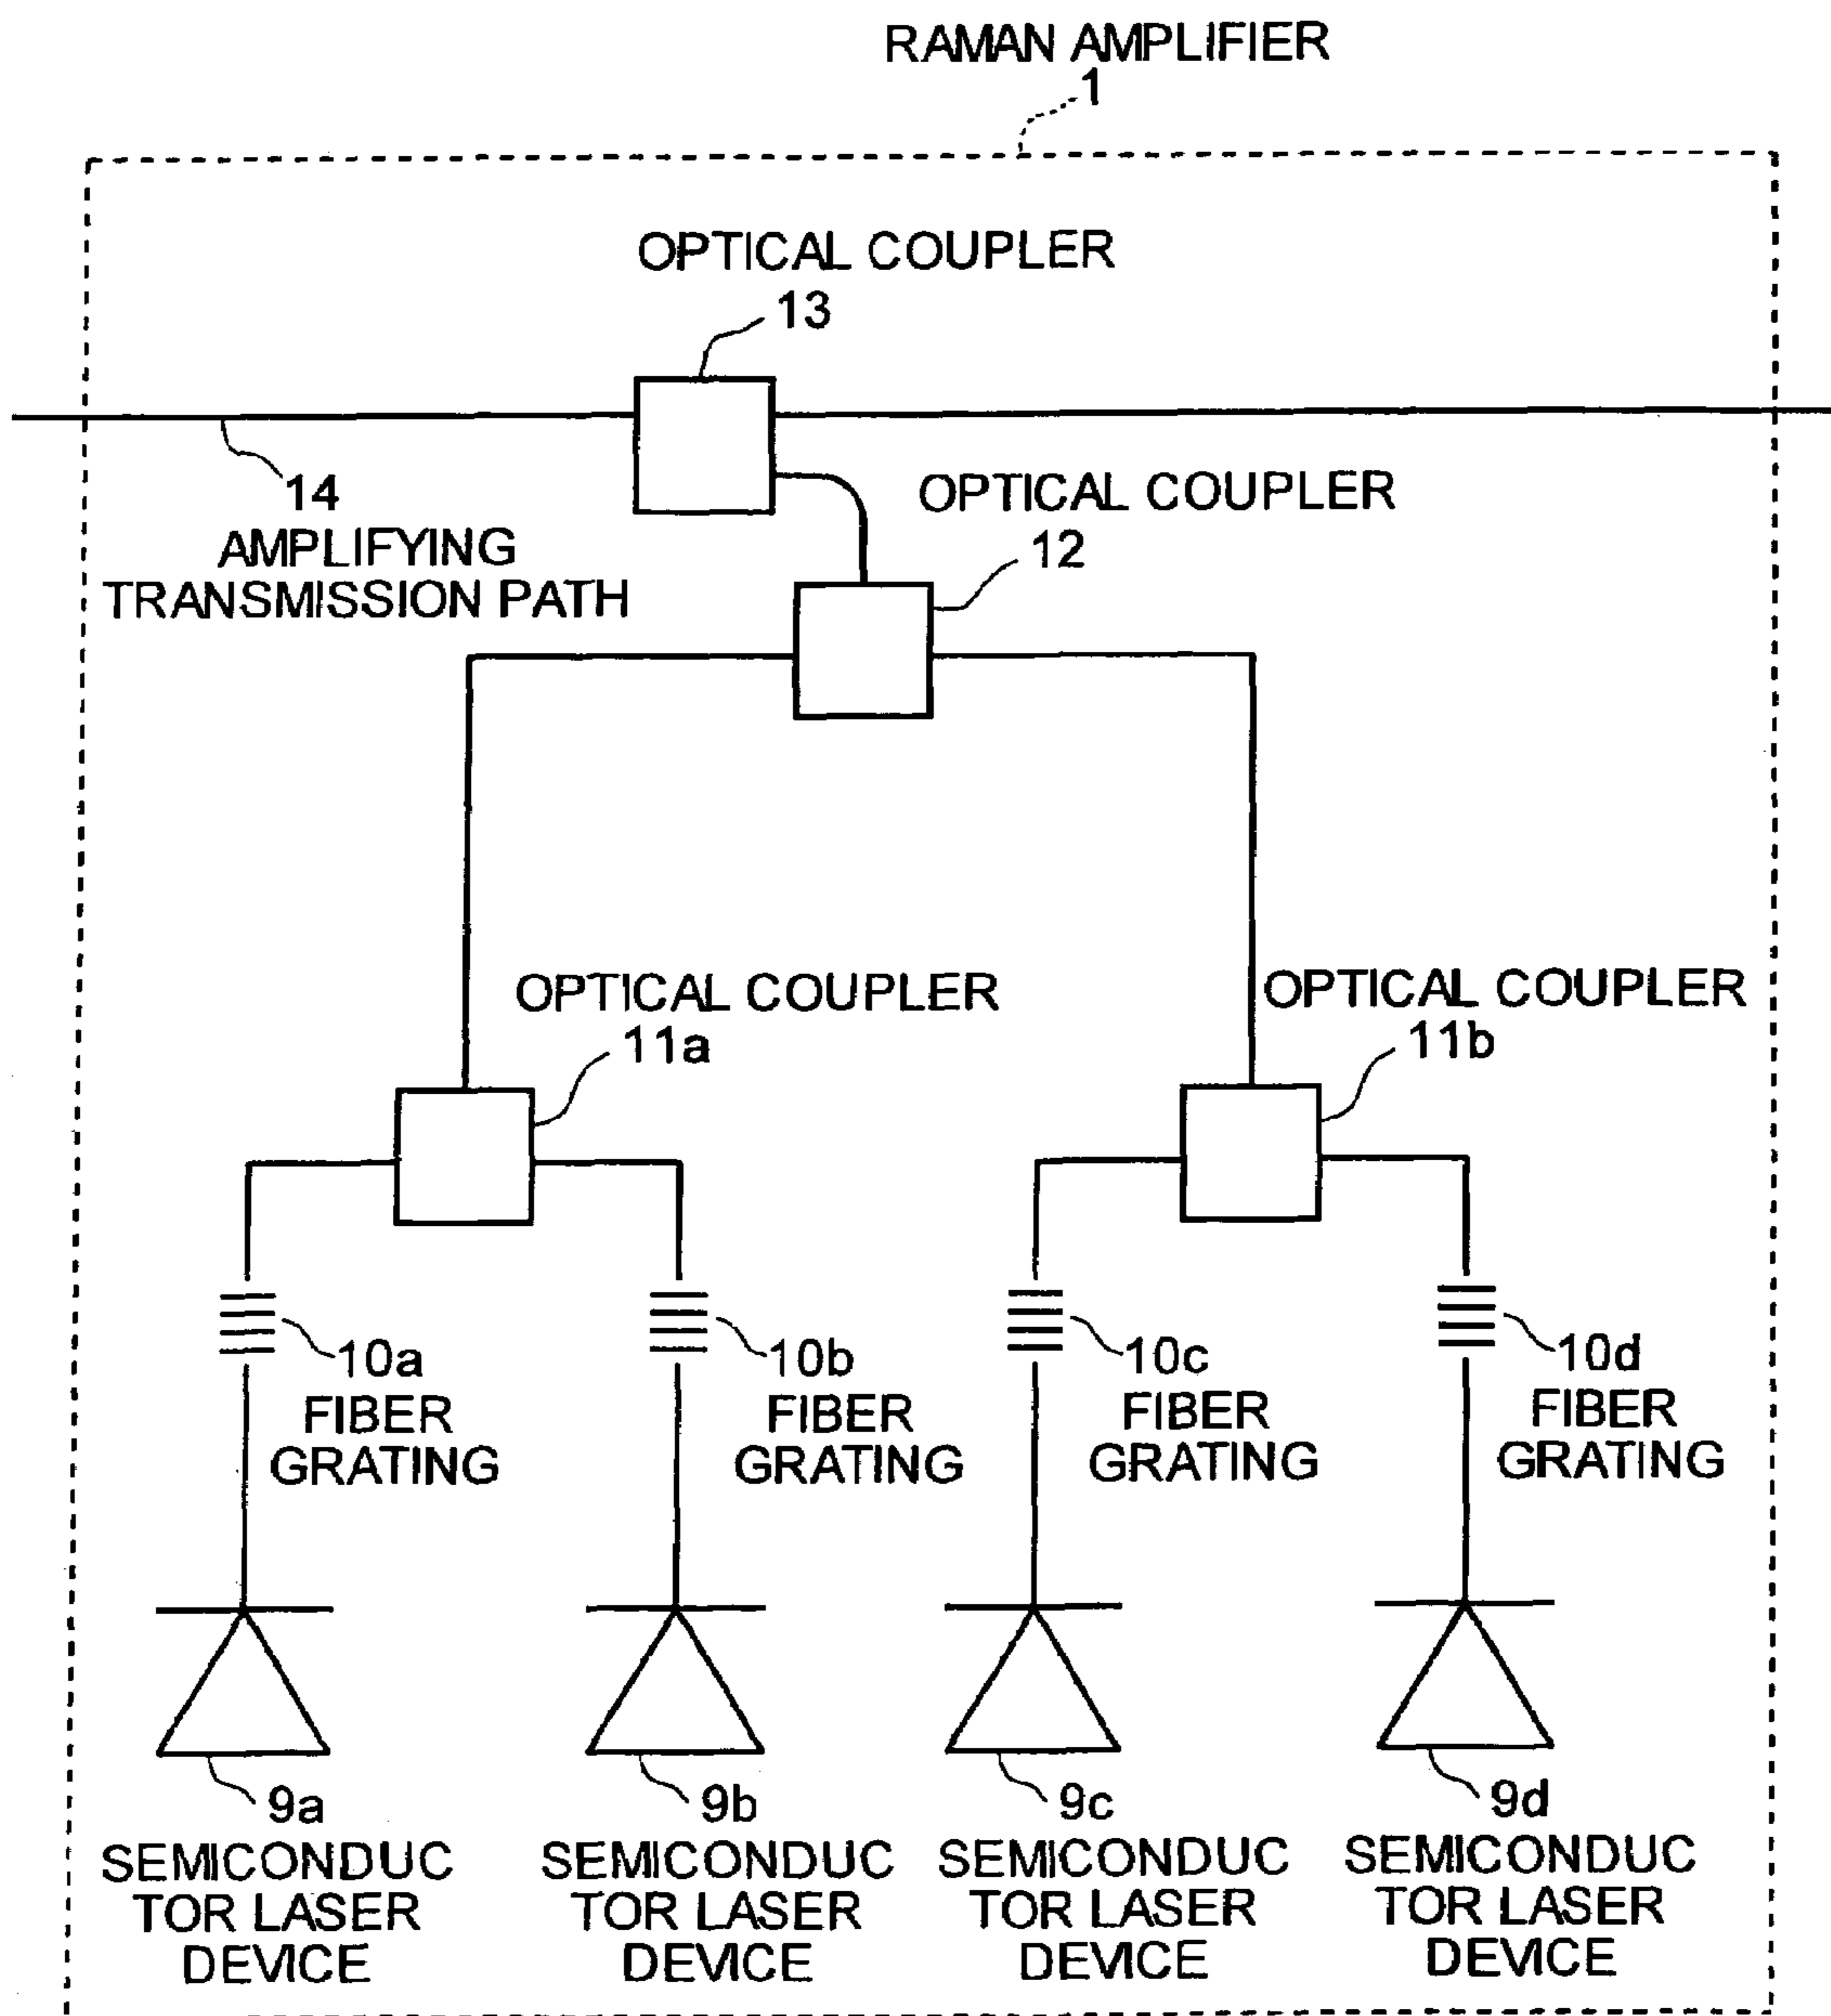 RAMAN AMPLIFIER
1
OPTICAL COUPLER
13
14
AMPLIFYING
TRANSMISSION PATH
OPTICAL COUPLER
12
OPTICAL COUPLER
11a
OPTICAL COUPLER
11b
10a
FIBER
GRATING
10b
FIBER
GRATING
10c
FIBER
GRATING
10d
FIBER
GRATING
9a
SEMICONDUC
TOR LASER
DEVICE
9b
SEMICONDUC
TOR LASER
DEVICE
9c
SEMICONDUC
TOR LASER
DEVICE
9d
SEMICONDUC
TOR LASER
DEVICE